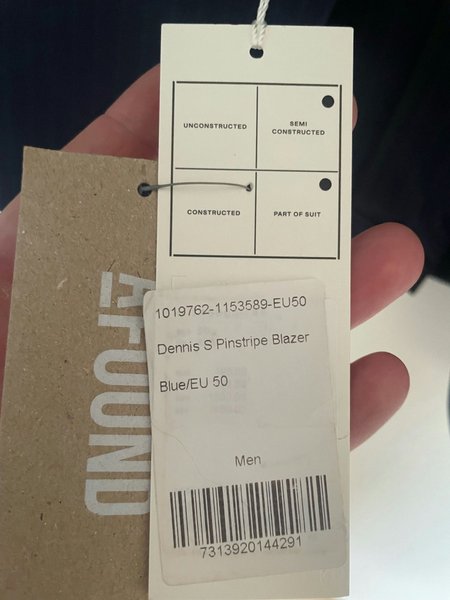 UNCONSTRUCTED
SEMI
CONSTRUCTED
CONSTRUCTED
PART OF SUIT
AFOUND
1019762-1153589-EU50
Dennis S Pinstripe Blazer
Blue/EU 50
Men
7313920144291